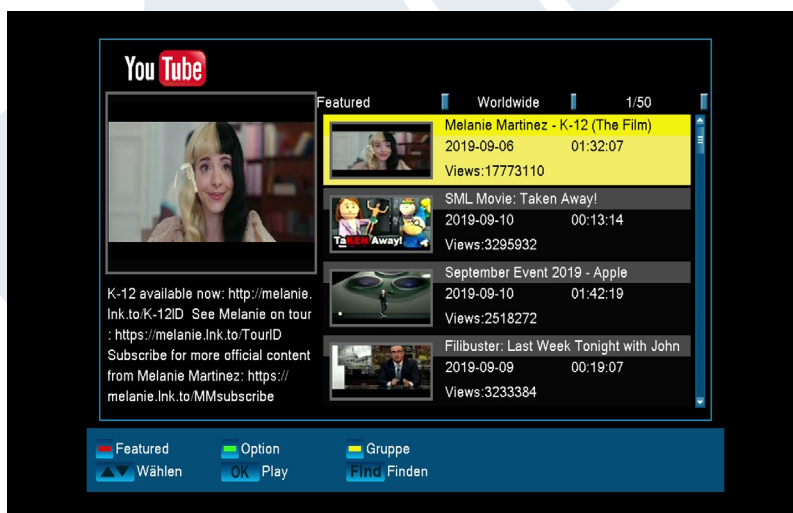 You Tube
Featured Worldwide 1/50
Melanie Martinez - K-12 (The Film)
2019-09-06 01:32:07
Views:17773110
SML Movie: Taken Away!
2019-09-10 00:13:14
Views:3295932
TaKEN Away!
September Event 2019 - Apple
2019-09-10 01:42:19
Views:2518272
Filibuster: Last Week Tonight with John
2019-09-09 00:19:07
Views:3233384
K-12 available now: http://melanie.
lnk.to/K-12ID See Melanie on tour
: https://melanie.lnk.to/TourID
Subscribe for more official content
from Melanie Martinez: https://
melanie.lnk.to/MMsubscribe
Featured Option Gruppe
Wählen OK Play Find Finden